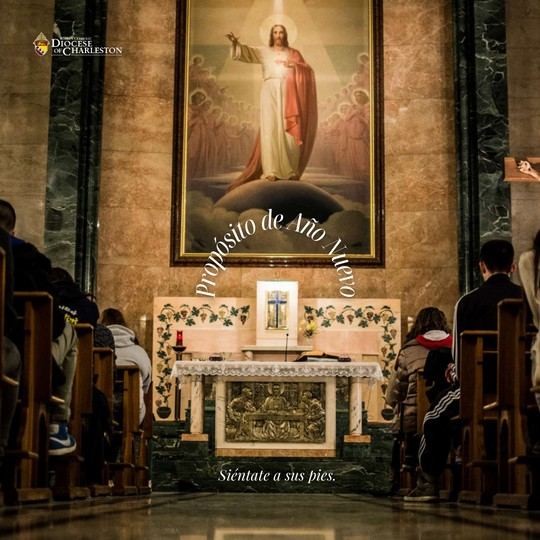 DIOCESE
OF CHARLESTON
Propósito de Año Nuevo
Siéntate a sus pies.